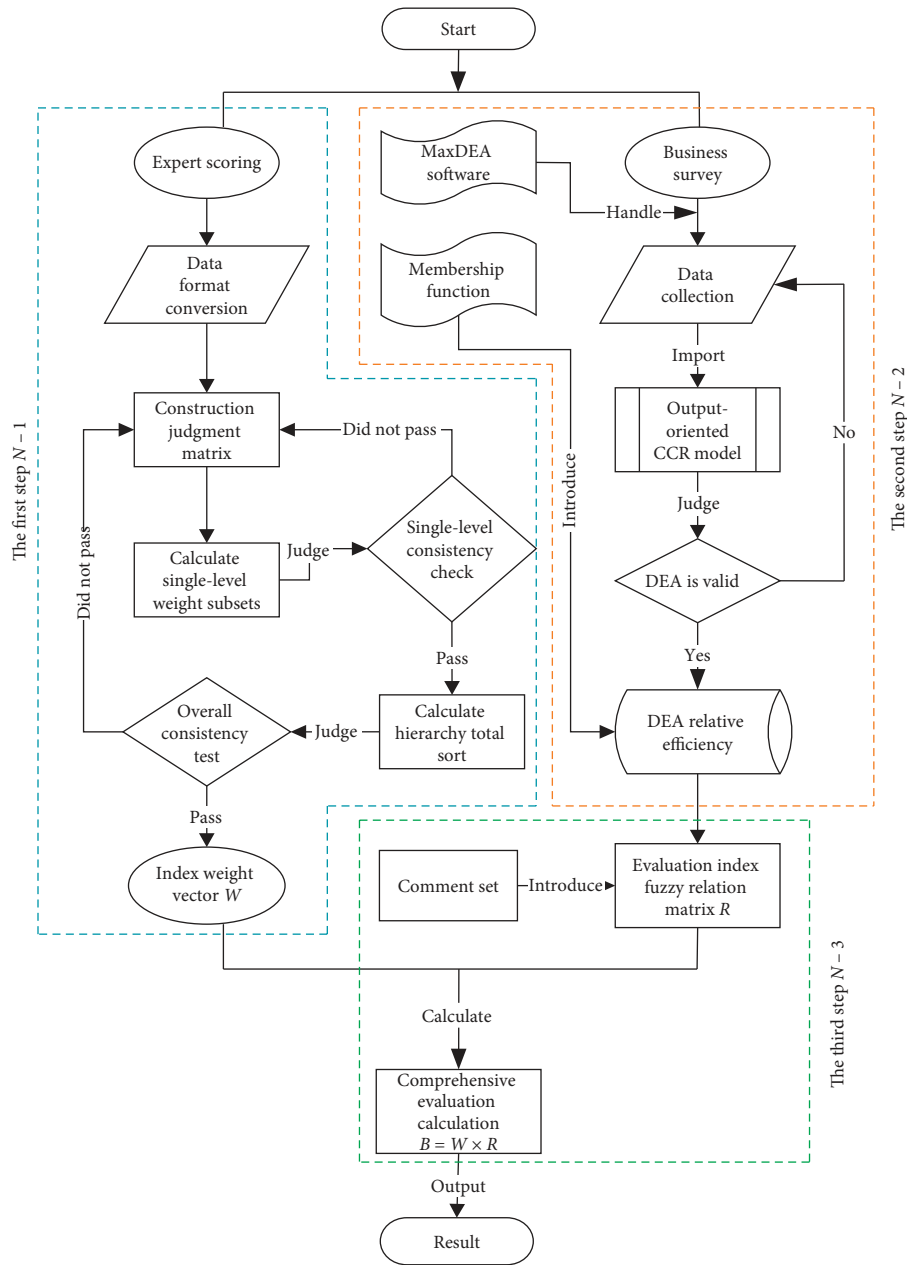 Start
Expert scoring
MaxDEA
software
Business
survey
Handle
Data
format
conversion
Membership
function
Data
collection
Import
Construction
judgment
matrix
Did not pass
Output-
oriented
CCR model
No
The first step N – 1
The second step N – 2
Did not pass
Introduce
Judge
Calculate
single-level
weight subsets
Judge
Single-level
consistency
check
DEA is valid
Pass
Yes
Overall
consistency
test
Judge
Calculate
hierarchy total
sort
DEA relative
efficiency
Pass
Index weight
vector W
Comment set
Introduce
Evaluation index
fuzzy relation
matrix R
The third step N – 3
Calculate
Comprehensive
evaluation
calculation
B = W × R
Output
Result